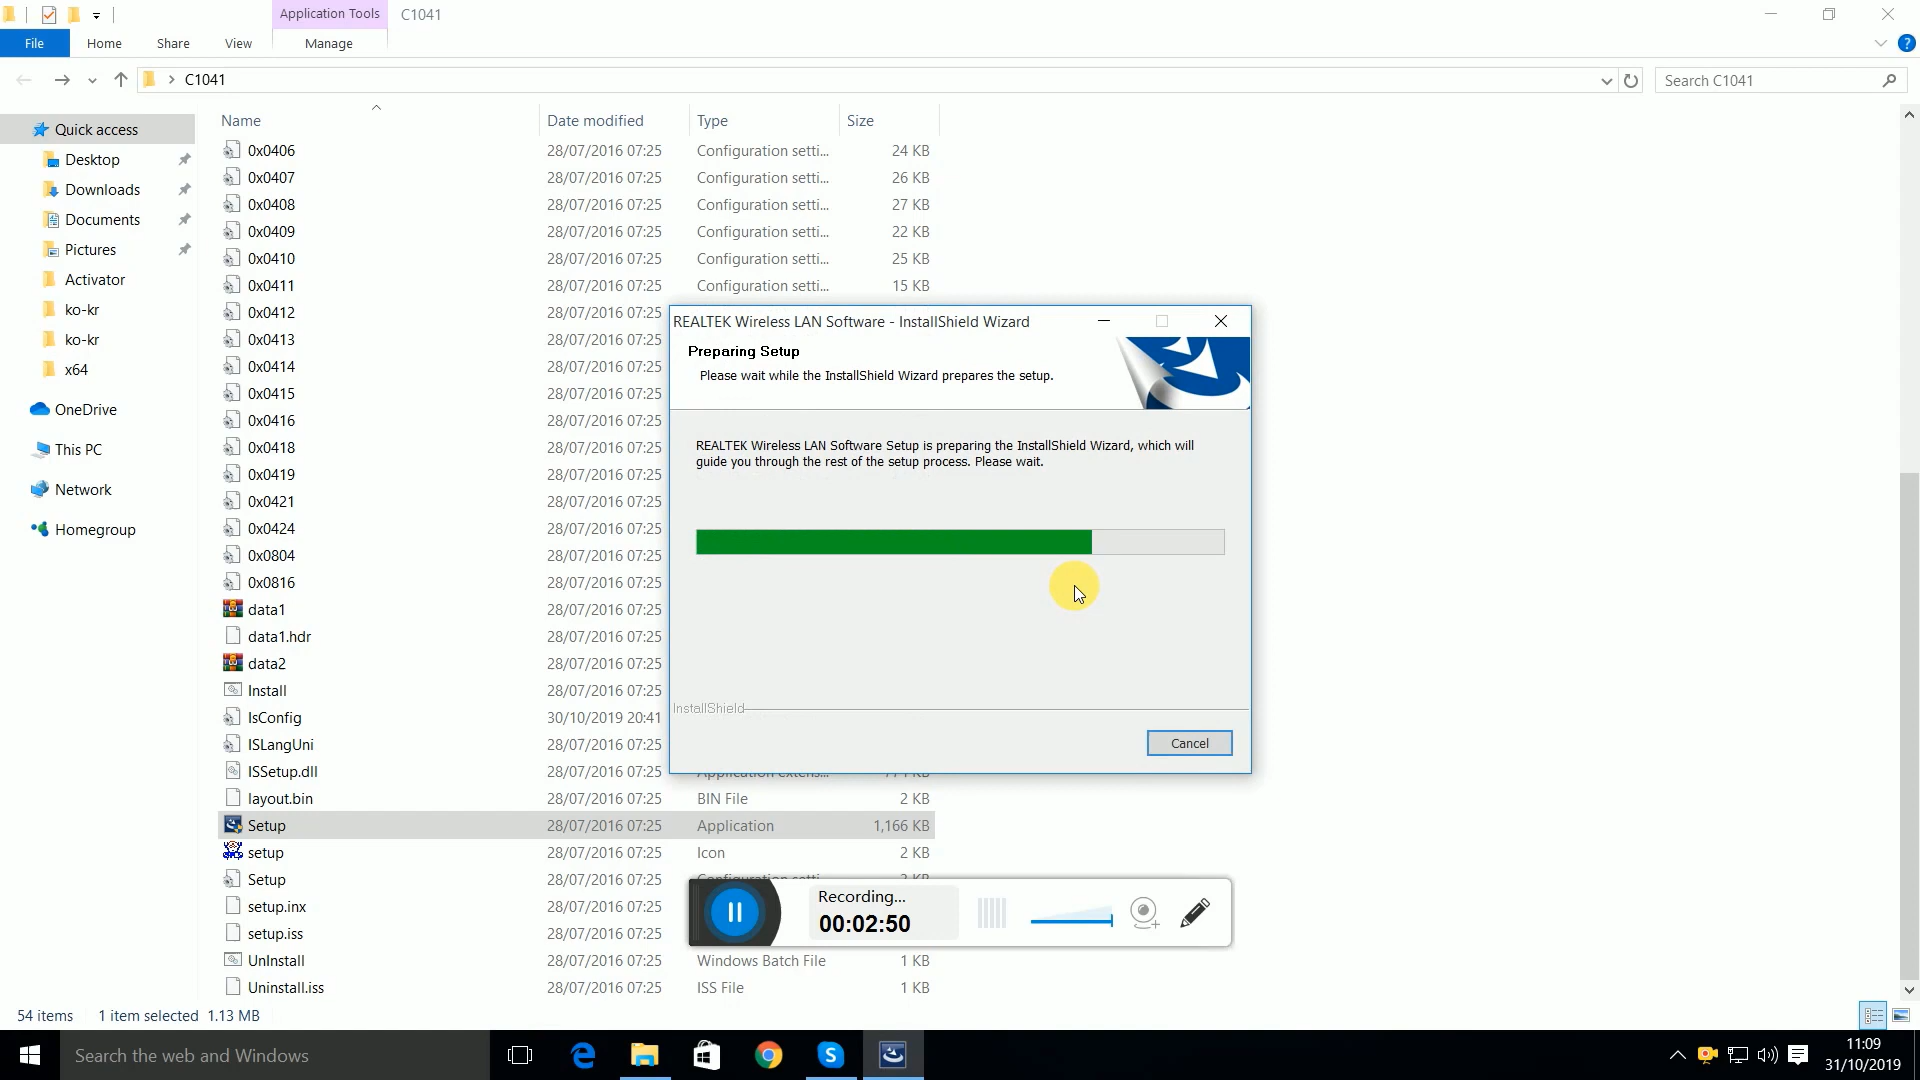 Application Tools
C1041
File
Home
Share
View
Manage
C1041
Search C1041
Quick access
Desktop
Downloads
Documents
Pictures
Activator
ko-kr
ko-kr
x64
OneDrive
This PC
Network
Homegroup
Name Date modified Type Size
0x0406 28/07/2016 07:25 Configuration setti... 24 KB
0x0407 28/07/2016 07:25 Configuration setti... 26 KB
0x0408 28/07/2016 07:25 Configuration setti... 27 KB
0x0409 28/07/2016 07:25 Configuration setti... 22 KB
0x0410 28/07/2016 07:25 Configuration setti... 25 KB
0x0411 28/07/2016 07:25 Configuration setti... 15 KB
0x0412 28/07/2016 07:25
0x0413 28/07/2016 07:25
0x0414 28/07/2016 07:25
0x0415 28/07/2016 07:25
0x0416 28/07/2016 07:25
0x0418 28/07/2016 07:25
0x0419 28/07/2016 07:25
0x0421 28/07/2016 07:25
0x0424 28/07/2016 07:25
0x0804 28/07/2016 07:25
0x0816 28/07/2016 07:25
data1 28/07/2016 07:25
data1.hdr 28/07/2016 07:25
data2 28/07/2016 07:25
Install 28/07/2016 07:25
IsConfig 30/10/2019 20:41
ISLangUni 28/07/2016 07:25
ISSetup.dll 28/07/2016 07:25
layout.bin 28/07/2016 07:25 BIN File 2 KB
Setup 28/07/2016 07:25 Application 1,166 KB
setup 28/07/2016 07:25 Icon 2 KB
Setup 28/07/2016 07:25
setup.inx 28/07/2016 07:25
setup.iss 28/07/2016 07:25
UnInstall 28/07/2016 07:25 Windows Batch File 1 KB
Uninstall.iss 28/07/2016 07:25 ISS File 1 KB
REALTEK Wireless LAN Software - InstallShield Wizard
Preparing Setup
Please wait while the InstallShield Wizard prepares the setup.
REALTEK Wireless LAN Software Setup is preparing the InstallShield Wizard, which will
guide you through the rest of the setup process. Please wait.
InstallShield
Cancel
Recording...
00:02:50
54 items 1 item selected 1.13 MB
Search the web and Windows
11:09
31/10/2019